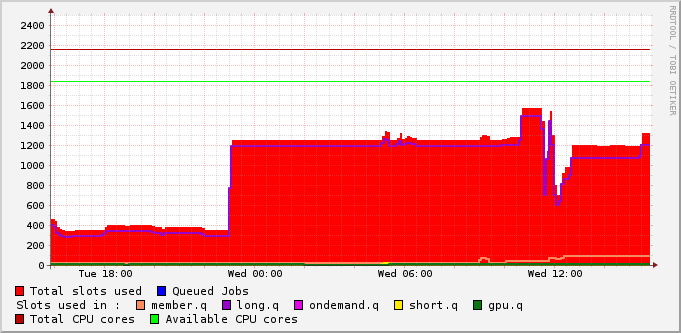 RRDTOOL / TOBI OETIKER
2400
2200
2000
1800
1600
1400
1200
1000
800
600
400
200
0
Tue 18:00 Wed 00:00 Wed 06:00 Wed 12:00
Total slots used Queued Jobs
Slots used in : member.q long.q ondemand.q short.q gpu.q
Total CPU cores Available CPU cores